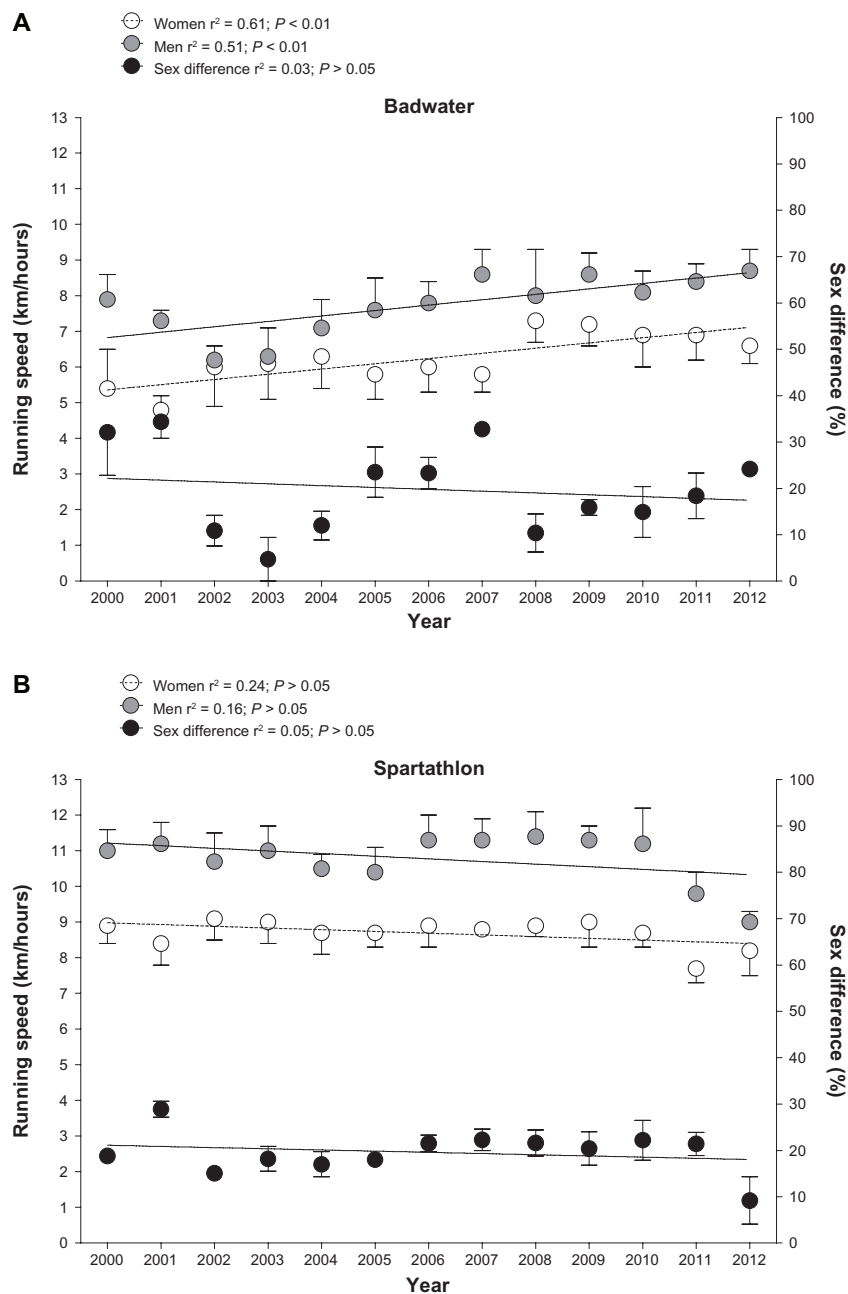 A
Women r² = 0.61; P < 0.01
Men r² = 0.51; P < 0.01
Sex difference r² = 0.03; P > 0.05
Badwater
13
12
11
10
9
8
7
6
5
4
3
2
1
0
Running speed (km/hours)
100
90
80
70
60
50
40
30
20
10
0
Sex difference (%)
2000 2001 2002 2003 2004 2005 2006 2007 2008 2009 2010 2011 2012
Year
B
Women r² = 0.24; P > 0.05
Men r² = 0.16; P > 0.05
Sex difference r² = 0.05; P > 0.05
Spartathlon
13
12
11
10
9
8
7
6
5
4
3
2
1
0
Running speed (km/hours)
100
90
80
70
60
50
40
30
20
10
0
Sex difference (%)
2000 2001 2002 2003 2004 2005 2006 2007 2008 2009 2010 2011 2012
Year